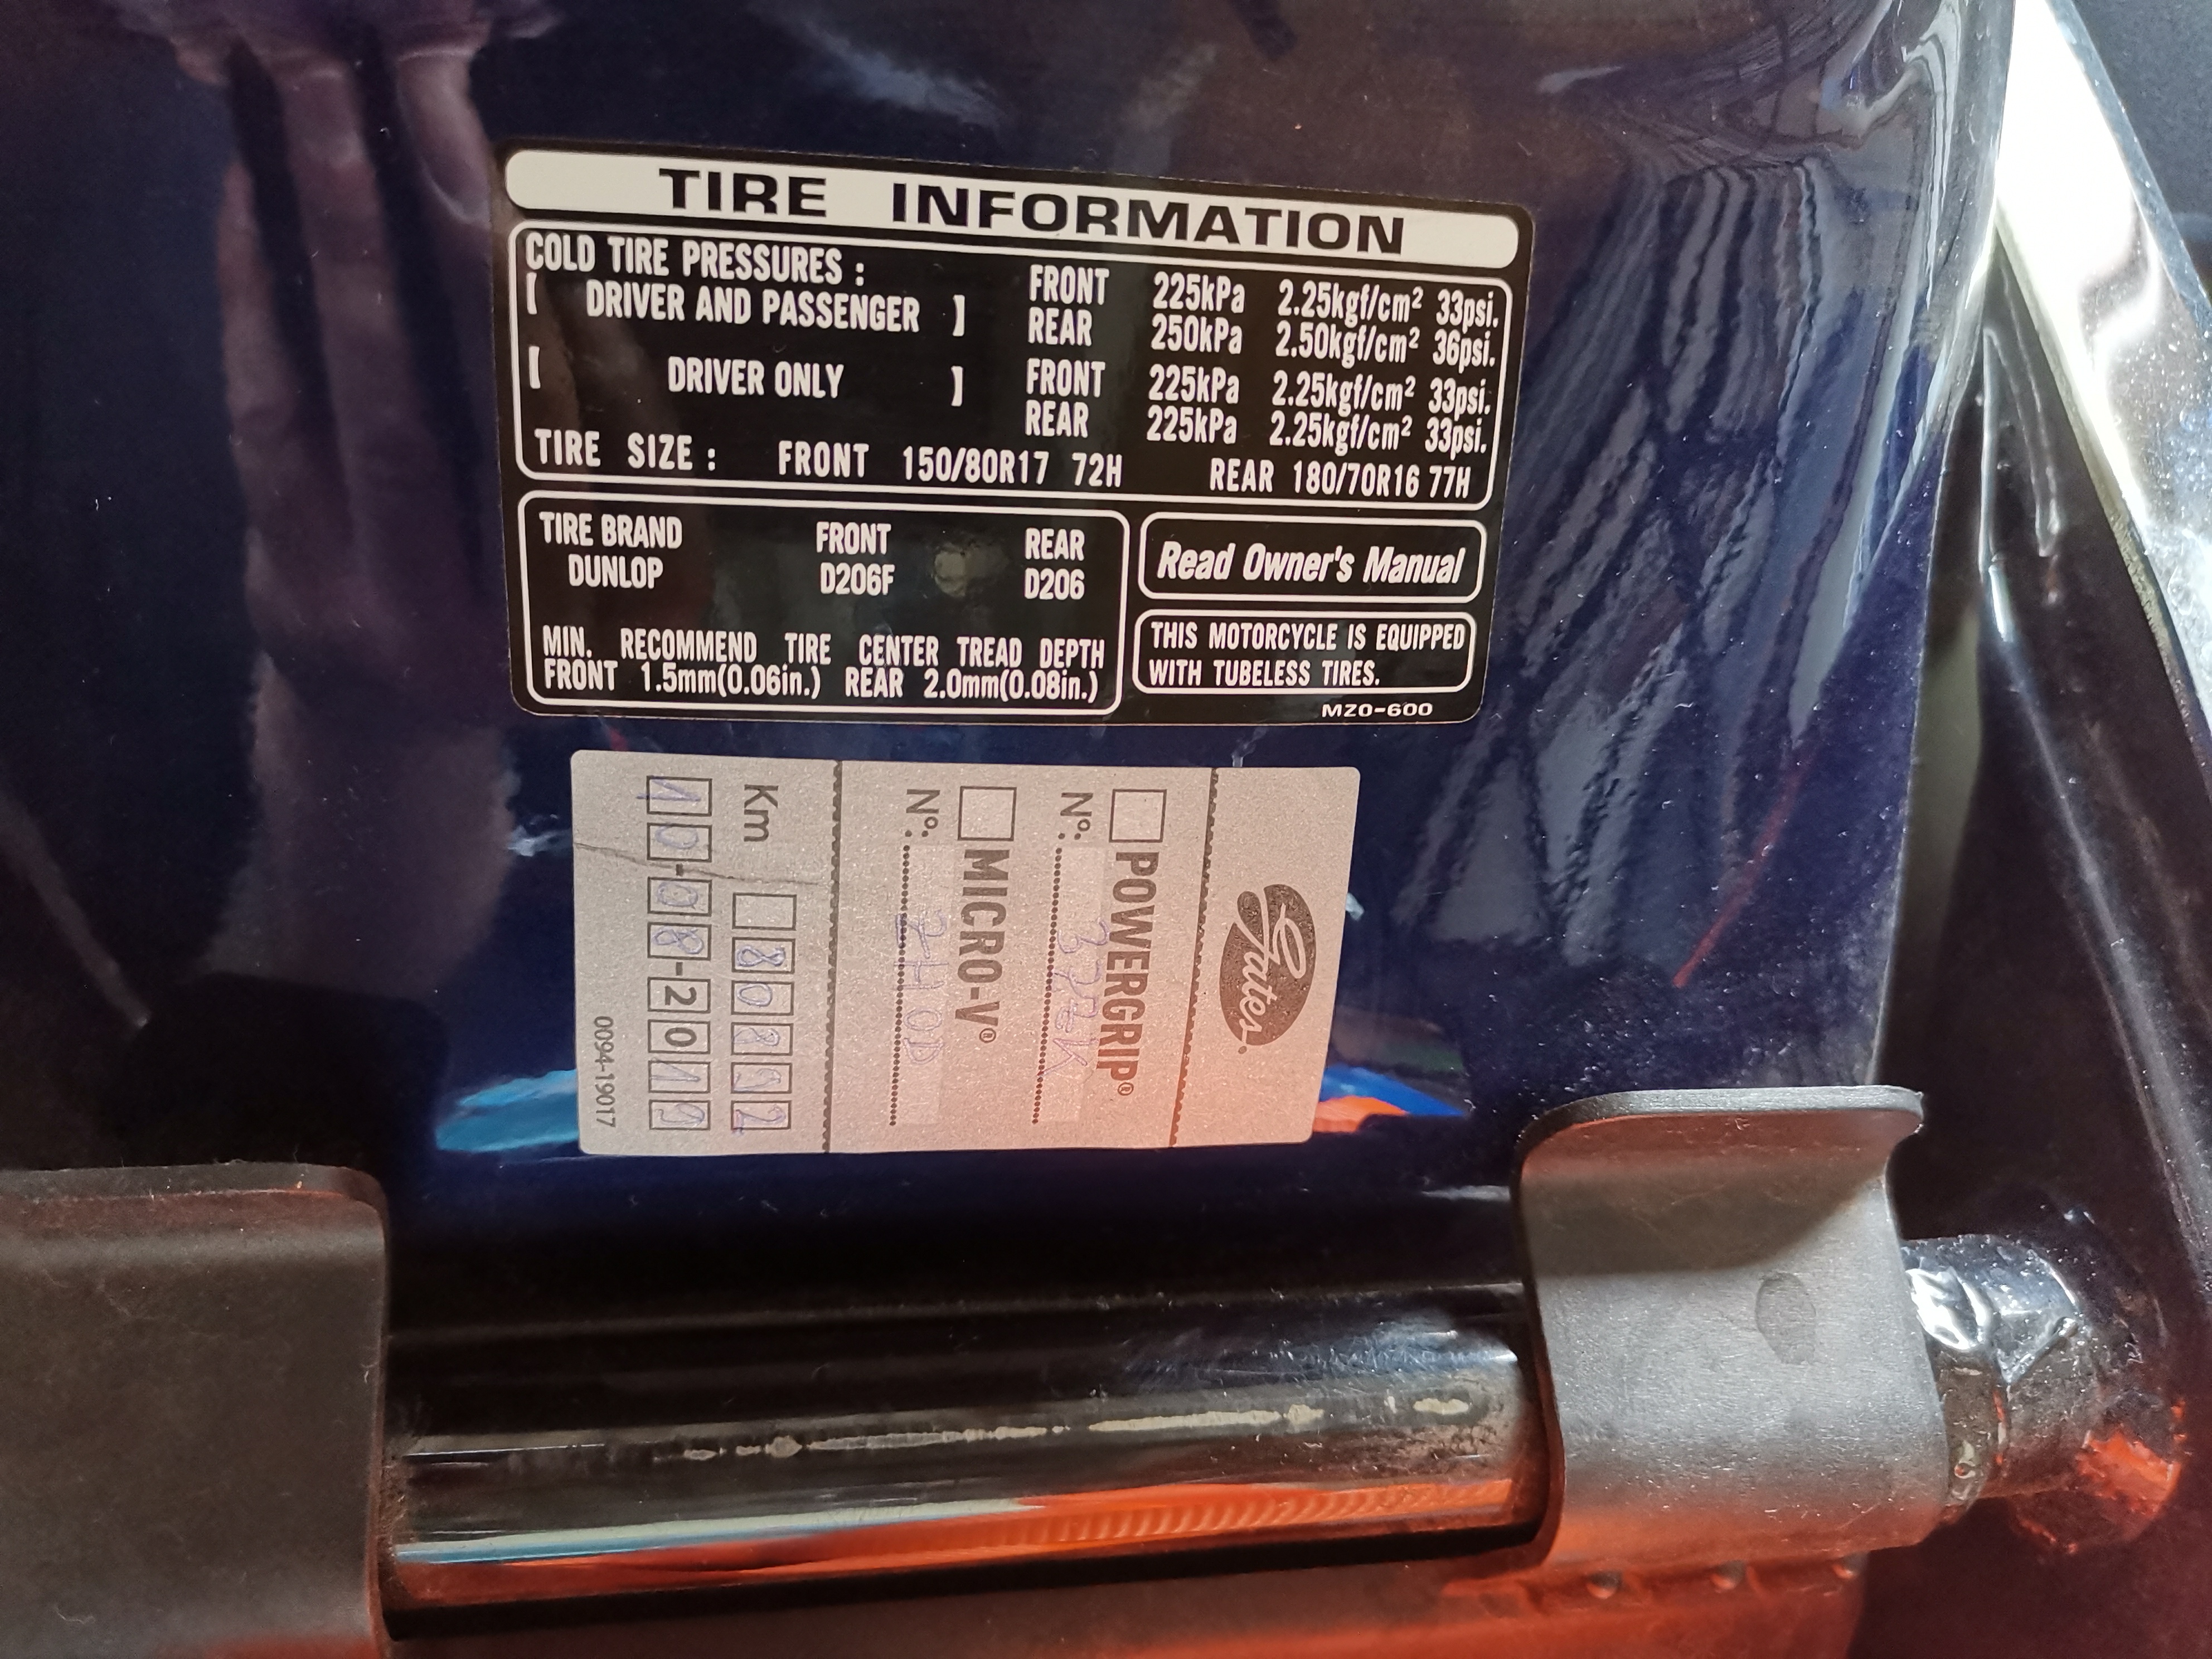 TIRE INFORMATION
COLD TIRE PRESSURES :
[ DRIVER AND PASSENGER ] FRONT 225kPa 2.25kgf/cm² 33psi.
REAR 250kPa 2.50kgf/cm² 36psi.
[ DRIVER ONLY ] FRONT 225kPa 2.25kgf/cm² 33psi.
REAR 225kPa 2.25kgf/cm² 33psi.
TIRE SIZE : FRONT 150/80R17 72H REAR 180/70R16 77H
TIRE BRAND FRONT REAR
DUNLOP D206F D206
MIN. RECOMMEND TIRE CENTER TREAD DEPTH
FRONT 1.5mm(0.06in.) REAR 2.0mm(0.08in.)
Read Owner's Manual
THIS MOTORCYCLE IS EQUIPPED
WITH TUBELESS TIRES.
MZ0-600
Gates
POWERGRIP®
Nº:
MICRO-V®
Nº:
Km
10-08-2019
0094-19017